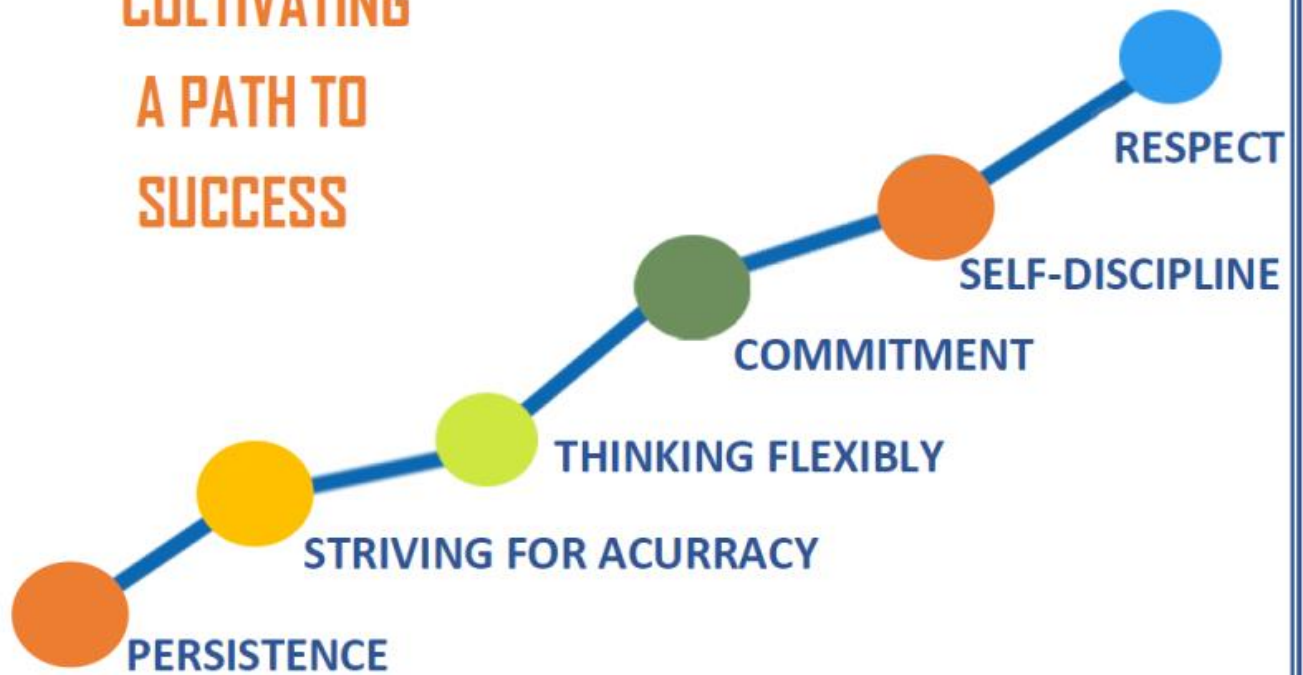 CULTIVATING
A PATH TO
SUCCESS
RESPECT
SELF-DISCIPLINE
COMMITMENT
THINKING FLEXIBLY
STRIVING FOR ACURRACY
PERSISTENCE